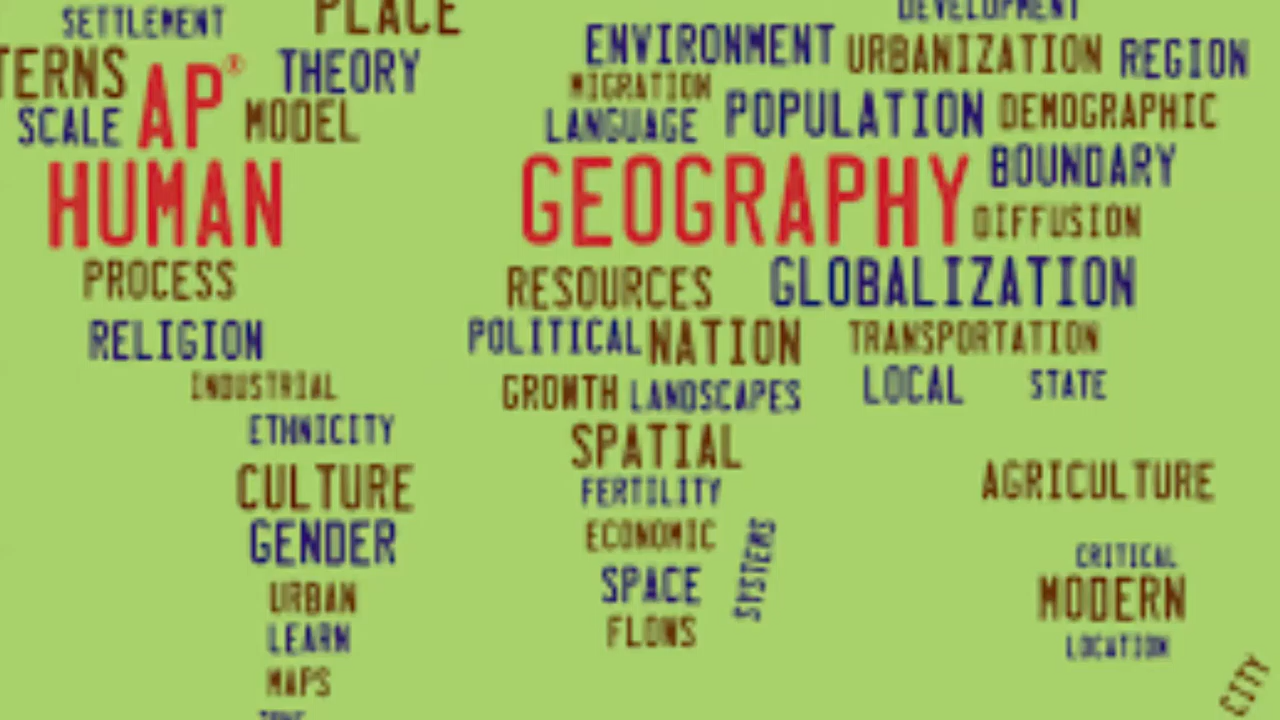 SETTLEMENT
PLACE
DEVELOPMENT
TERNS
AP®
THEORY
ENVIRONMENT
URBANIZATION
REGION
SCALE
MODEL
MIGRATION
LANGUAGE
POPULATION
DEMOGRAPHIC
HUMAN
GEOGRAPHY
BOUNDARY
DIFFUSION
PROCESS
RESOURCES
GLOBALIZATION
RELIGION
POLITICAL
NATION
TRANSPORTATION
INDUSTRIAL
GROWTH
LANDSCAPES
LOCAL
STATE
ETHNICITY
SPATIAL
CULTURE
FERTILITY
AGRICULTURE
GENDER
ECONOMIC
SYSTEMS
CRITICAL
URBAN
SPACE
MODERN
LEARN
FLOWS
LOCATION
MAPS
CITY